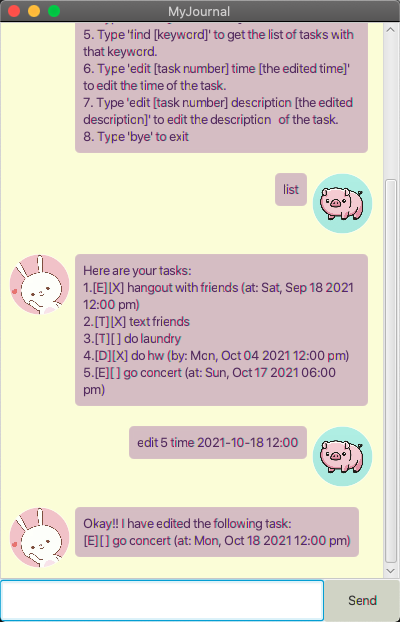 MyJournal
5. Type 'find [keyword]' to get the list of tasks with
that keyword.
6. Type 'edit [task number] time [the edited time]'
to edit the time of the task.
7. Type 'edit [task number] description [the edited
description]' to edit the description  of the task.
8. Type 'bye' to exit
list
Here are your tasks:
1.[E][X] hangout with friends (at: Sat, Sep 18 2021
12:00 pm)
2.[T][X] text friends
3.[T][ ] do laundry
4.[D][X] do hw (by: Mon, Oct 04 2021 12:00 pm)
5.[E][ ] go concert (at: Sun, Oct 17 2021 06:00
pm)
edit 5 time 2021-10-18 12:00
Okay!! I have edited the following task:
[E][ ] go concert (at: Mon, Oct 18 2021 12:00 pm)
Send